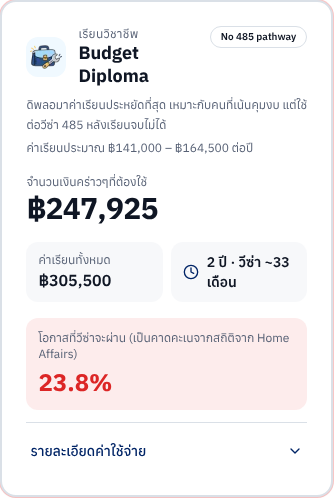 เรียนวิชาชีพ
Budget
Diploma
No 485 pathway
ดิพลอมาค่าเรียนประหยัดที่สุด เหมาะกับคนที่เน้นคุมงบ แต่ใช้
ต่อวีซ่า 485 หลังเรียนจบไม่ได้
ค่าเรียนประมาณ ฿141,000 – ฿164,500 ต่อปี
จำนวนเงินคร่าวๆที่ต้องใช้
฿247,925
ค่าเรียนทั้งหมด
฿305,500
2 ปี · วีซ่า ~33
เดือน
โอกาสที่วีซ่าจะผ่าน (เป็นคาดคะเนจากสถิติจาก Home
Affairs)
23.8%
รายละเอียดค่าใช้จ่าย